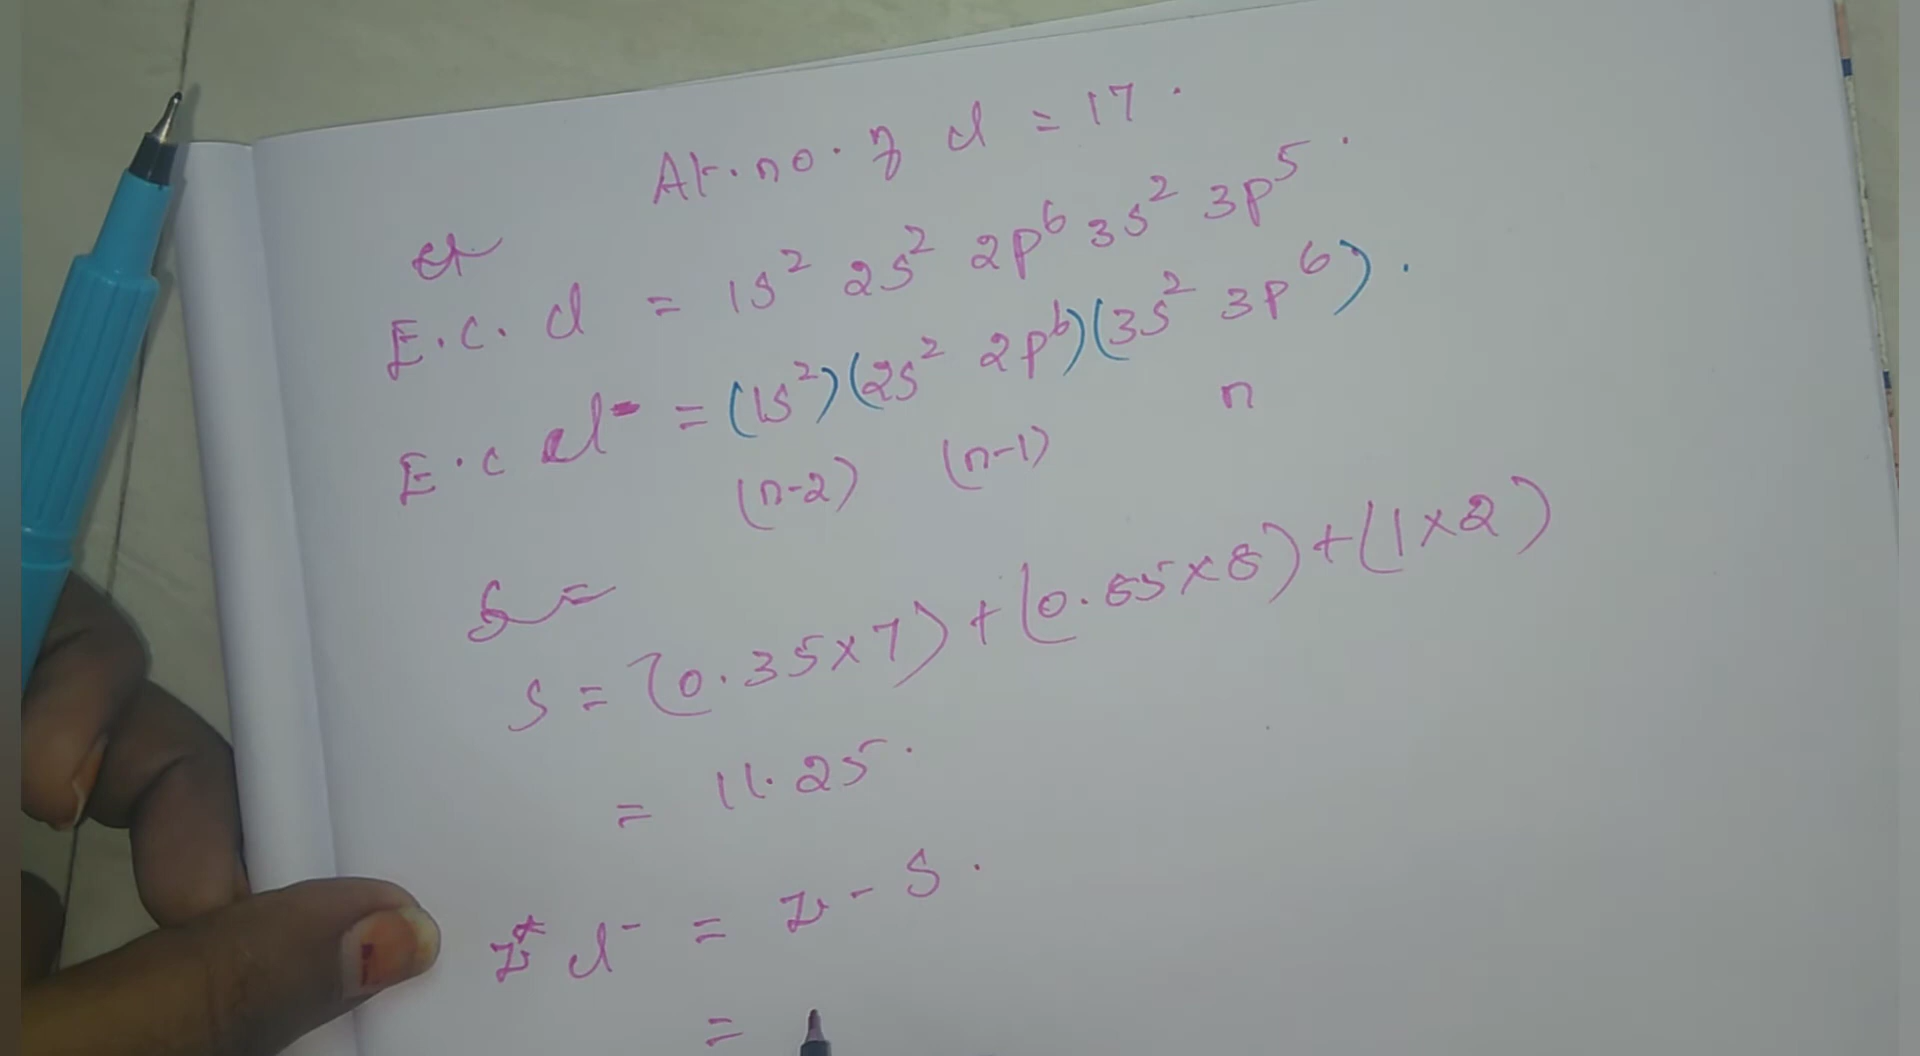 At. no. of Cl = 17.
E.C. Cl = 1s² 2s² 2p⁶ 3s² 3p⁵.
E.C Cl⁻ = (1s²)(2s² 2p⁶)(3s² 3p⁶).
(n-2) (n-1) n
S =
S = (0.35×7) + (0.85×8) + (1×2)
= 11.25.
Z* Cl⁻ = Z - S.
=